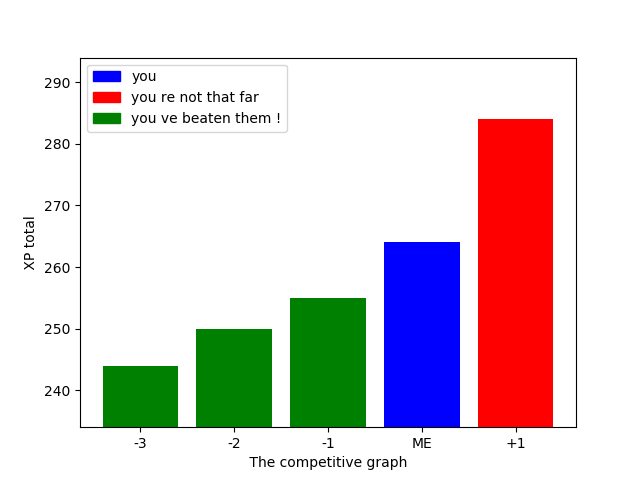 you
you re not that far
you ve beaten them !
290
280
270
260
250
240
XP total
-3 -2 -1 ME +1
The competitive graph